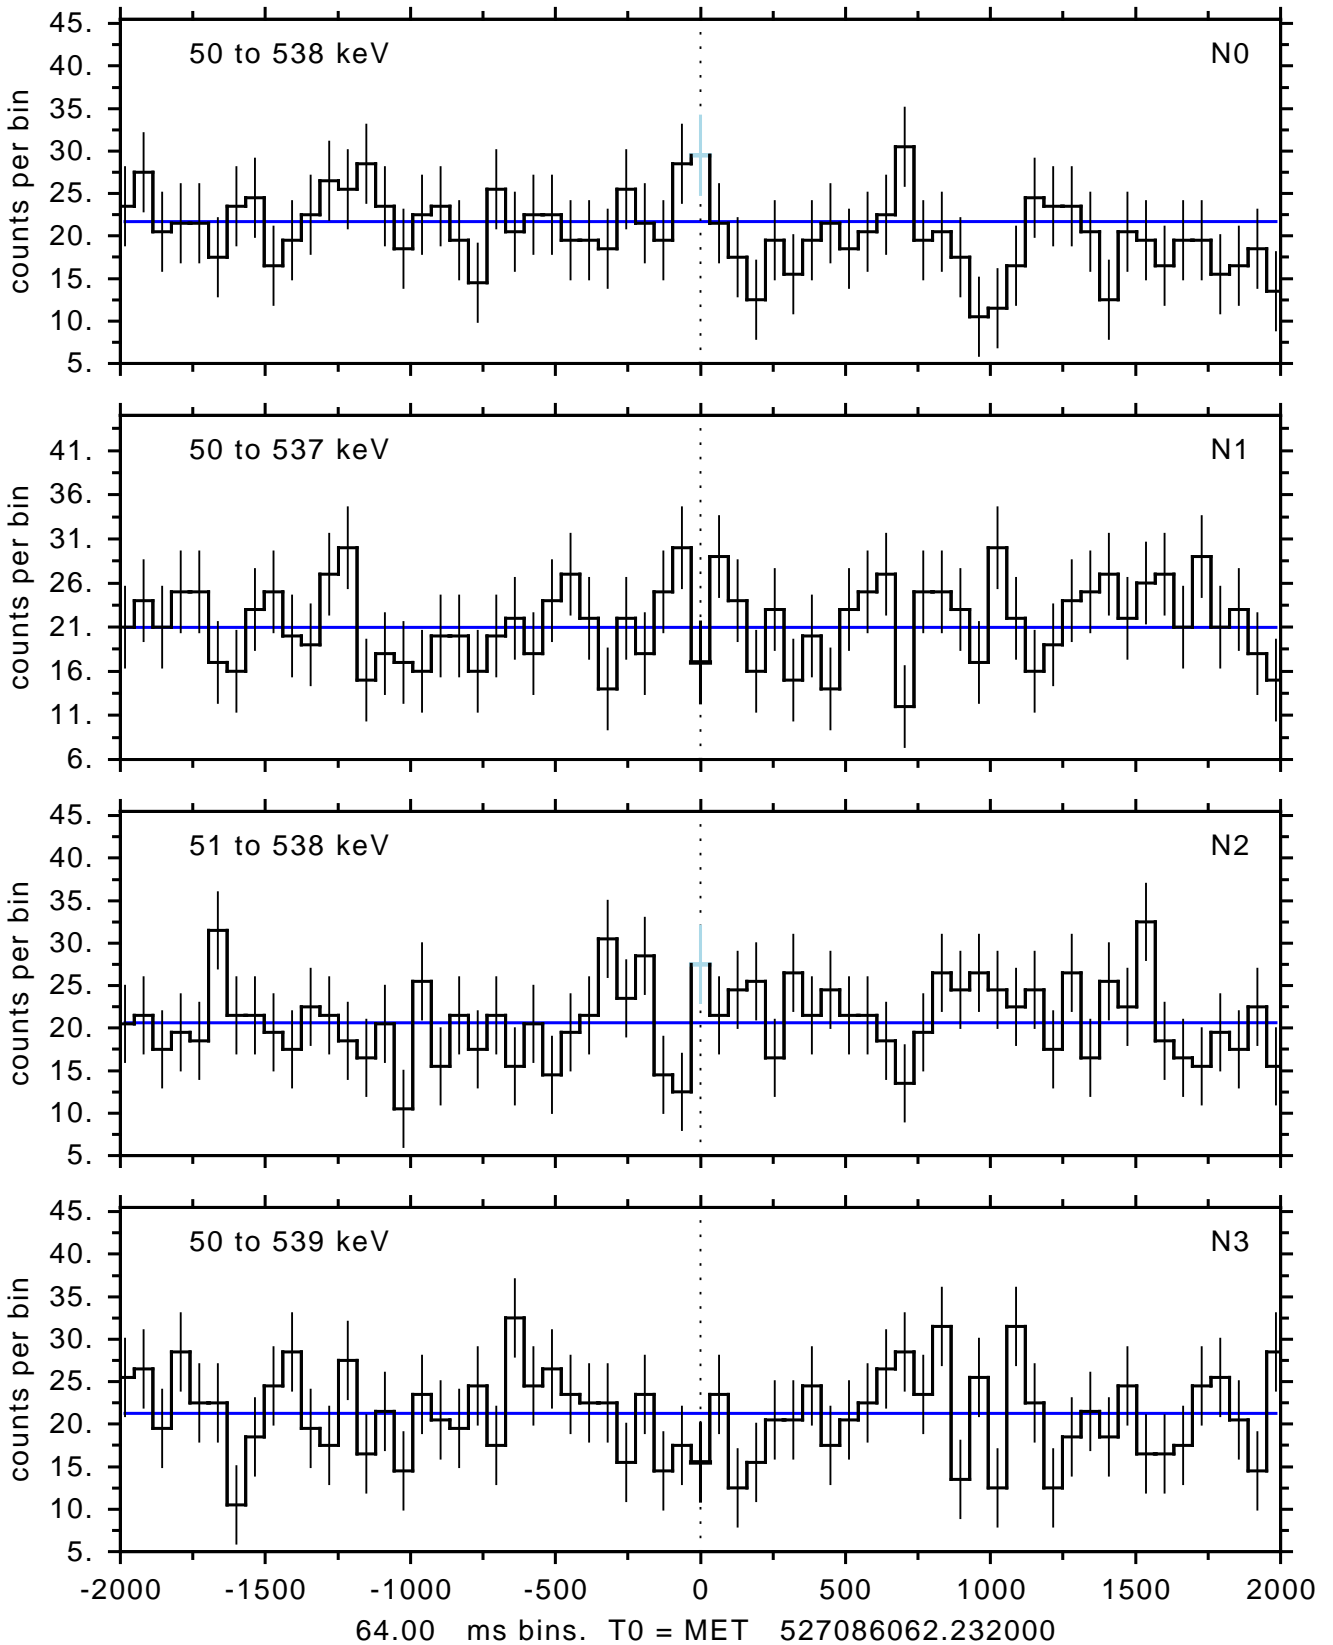 45.
50 to 538 keV
N0
40.
35.
30.
25.
20.
15.
10.
5.
counts per bin
50 to 537 keV
N1
41.
36.
31.
26.
21.
16.
11.
6.
counts per bin
45.
51 to 538 keV
N2
40.
35.
30.
25.
20.
15.
10.
5.
counts per bin
45.
50 to 539 keV
N3
40.
35.
30.
25.
20.
15.
10.
5.
counts per bin
-2000 -1500 -1000 -500 0 500 1000 1500 2000
64.00 ms bins. T0 = MET 527086062.232000